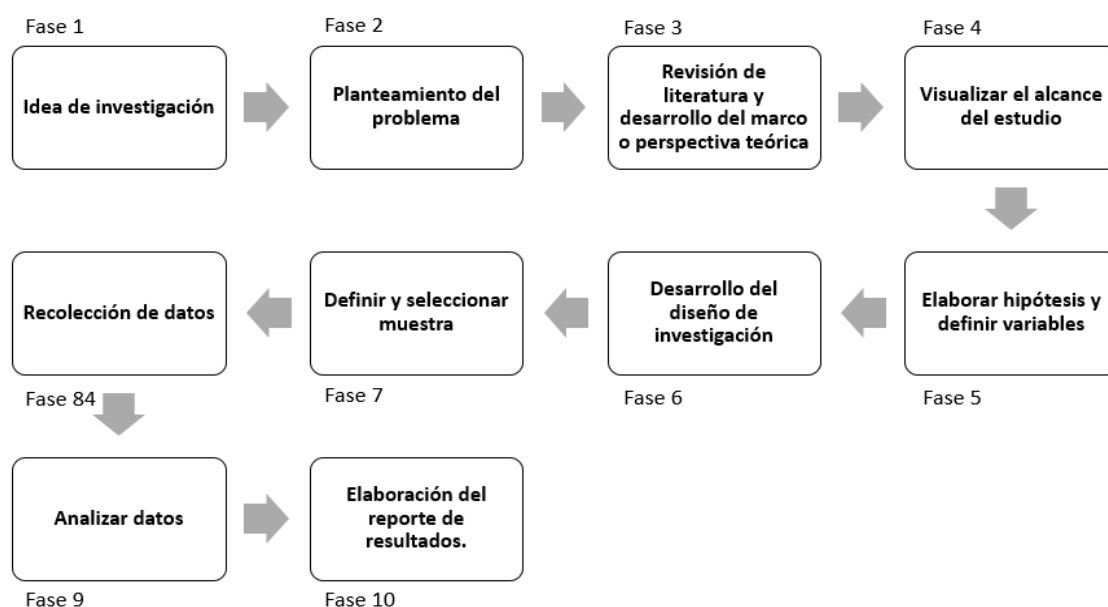 Fase 1
Idea de investigación
Fase 2
Planteamiento del
problema
Fase 3
Revisión de
literatura y
desarrollo del marco
o perspectiva teórica
Fase 4
Visualizar el alcance
del estudio
Elaborar hipótesis y
definir variables
Fase 5
Desarrollo del
diseño de
investigación
Fase 6
Definir y seleccionar
muestra
Fase 7
Recolección de datos
Fase 84
Analizar datos
Fase 9
Elaboración del
reporte de
resultados.
Fase 10